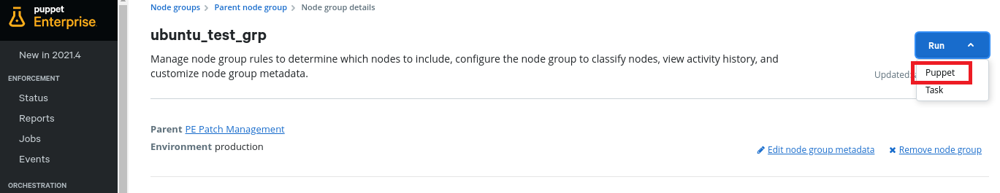 puppet
Enterprise
New in 2021.4
ENFORCEMENT
Status
Reports
Jobs
Events
ORCHESTRATION
Node groups > Parent node group > Node group details
ubuntu_test_grp
Manage node group rules to determine which nodes to include, configure the node group to classify nodes, view activity history, and
customize node group metadata.
Run
Updated:
Puppet
Task
Parent PE Patch Management
Environment production
Edit node group metadata
Remove node group